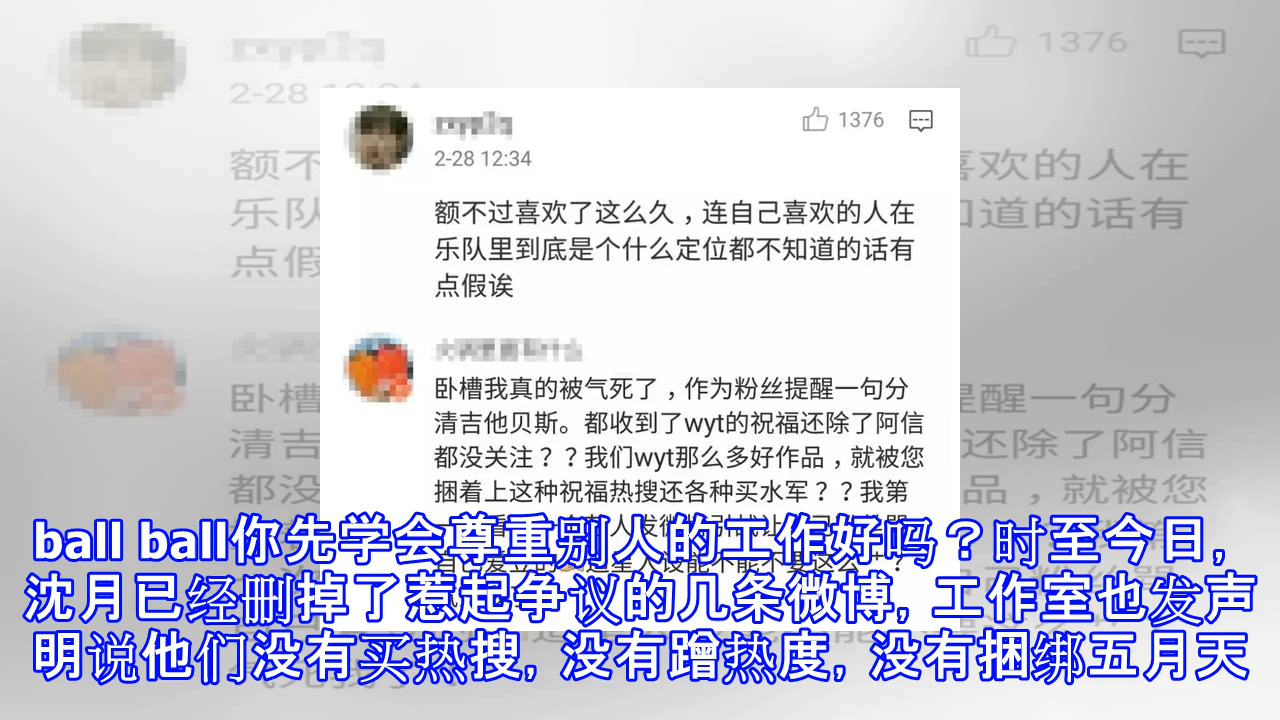 1376
2-28 12:34
额不过喜欢了这么久，连自己喜欢的人在
乐队里到底是个什么定位都不知道的话有
点假诶
卧槽我真的被气死了，作为粉丝提醒一句分
清吉他贝斯。都收到了wyt的祝福还除了阿信
都没关注？？我们wyt那么多好作品，就被您
捆着上这种祝福热搜还各种买水军？？我第
ball ball你先学会尊重别人的工作好吗？时至今日,
沈月已经删掉了惹起争议的几条微博, 工作室也发声
明说他们没有买热搜, 没有蹭热度, 没有捆绑五月天